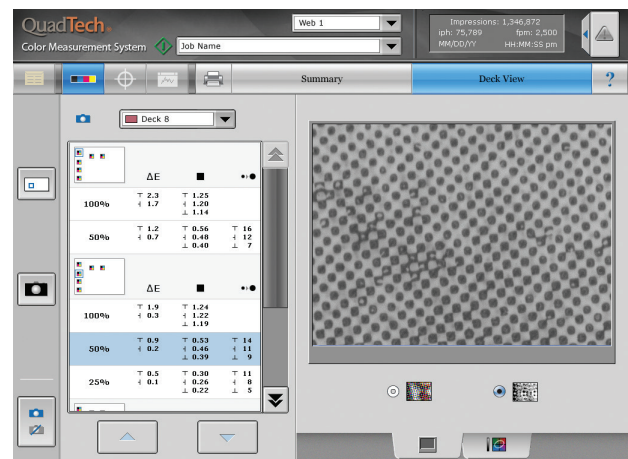 QuadTech®
Color Measurement System
Job Name
Web 1
Impressions: 1,346,872
iph: 75,789 fpm: 2,500
MM/DD/YY HH:MM:SS pm
Summary
Deck View
?
Deck 8
ΔE ■ •›●
100% ⊤ 2.3 ⊤ 1.25
⫞ 1.7 ⫞ 1.20
⊥ 1.14
50% ⊤ 1.2 ⊤ 0.56 ⊤ 16
⫞ 0.7 ⫞ 0.48 ⫞ 12
⊥ 0.40 ⊥ 7
ΔE ■ •›●
100% ⊤ 1.9 ⊤ 1.24
⫞ 0.3 ⫞ 1.22
⊥ 1.19
50% ⊤ 0.9 ⊤ 0.53 ⊤ 14
⫞ 0.2 ⫞ 0.46 ⫞ 11
⊥ 0.39 ⊥ 9
25% ⊤ 0.5 ⊤ 0.30 ⊤ 11
⫞ 0.1 ⫞ 0.26 ⫞ 8
⊥ 0.22 ⊥ 5